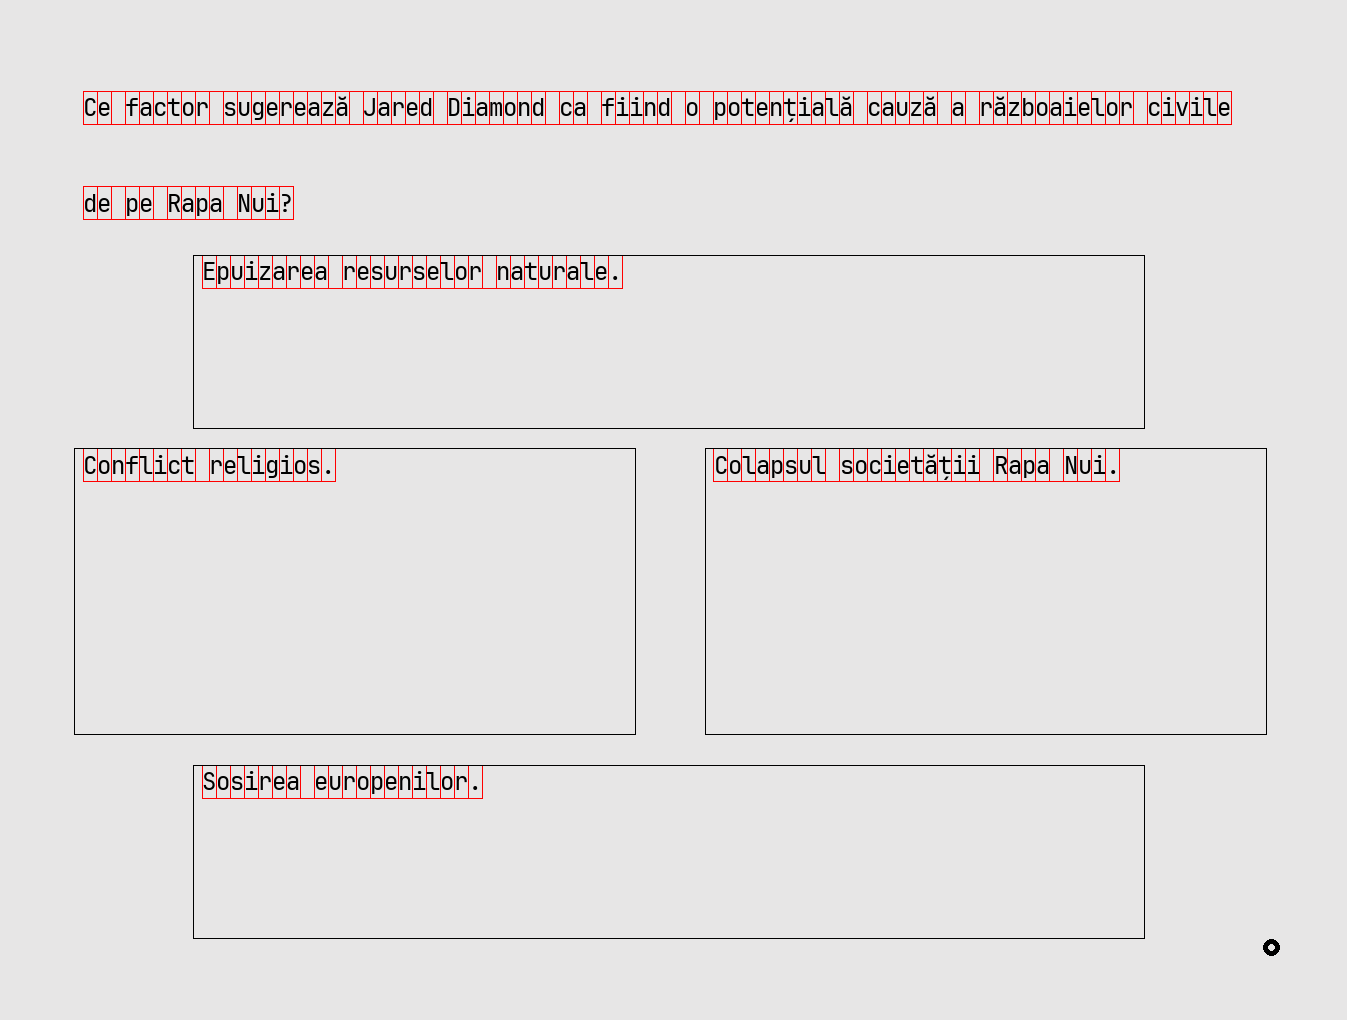 Ce factor sugerează Jared Diamond ca fiind o potențială cauză a războaielor civile
de pe Rapa Nui?
Epuizarea resurselor naturale.
Conflict religios.
Colapsul societății Rapa Nui.
Sosirea europenilor.